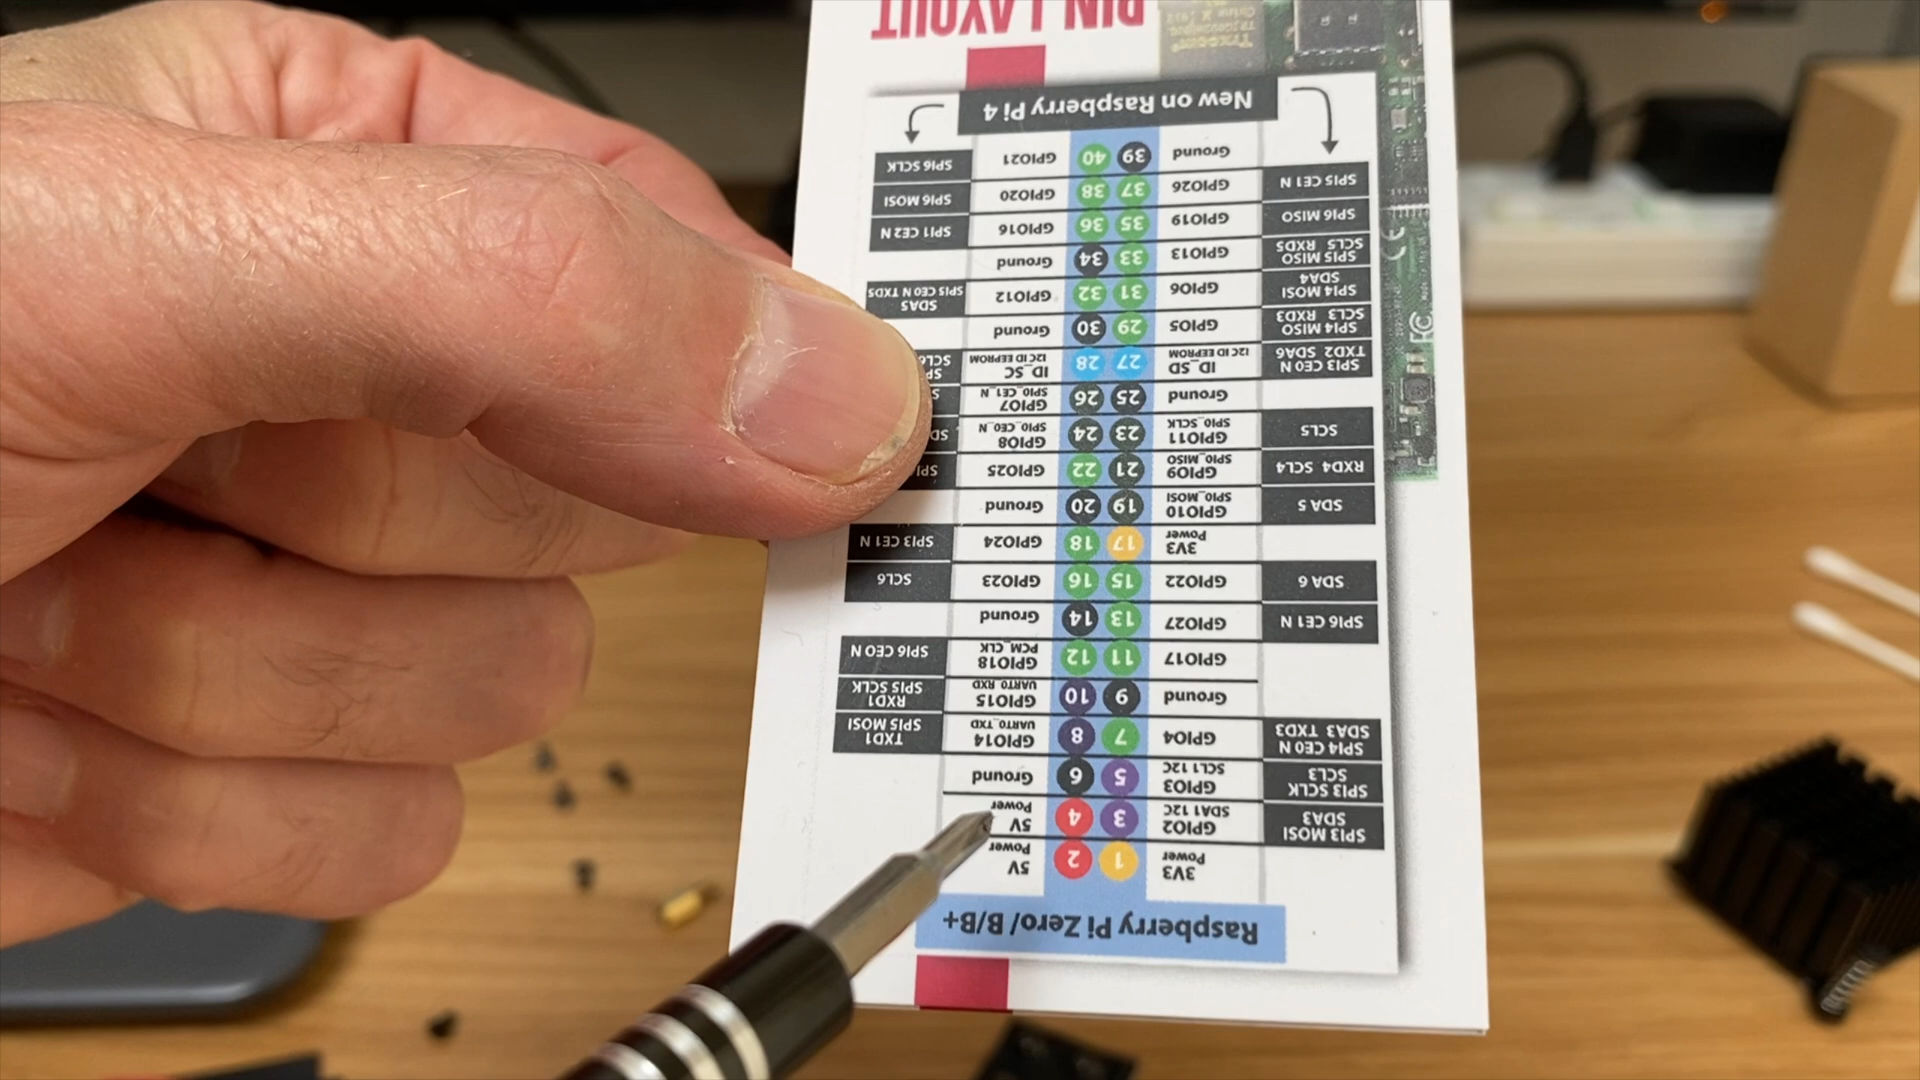 Raspberry Pi Zero/ B/B+
3V3 Power 1 2 5V Power
SPI3 MOSI SDA3 GPIO2 SDA1 12C 3 4 5V Power
SPI3 SCLK SCL3 GPIO3 SCL1 12C 5 6 Ground
SPI4 CE0 N SDA3 TXD3 GPIO4 7 8 GPIO14 UART0_TXD TXD1 SPI5 MOSI
Ground 9 10 GPIO15 UART0 RXD RXD1 SPI5 SCLK
GPIO17 11 12 GPIO18 PCM_CLK SPI6 CEO N
SPI6 CE1 N GPIO27 13 14 Ground
SDA 6 GPIO22 15 16 GPIO23 SCL6
3V3 Power 17 18 GPIO24 SPI3 CE1 N
SDA 5 GPIO10 SPI0_MOSI 19 20 Ground
RXD4 SCL4 GPIO9 SPI0_MISO 21 22 GPIO25
SCL5 GPIO11 SPI0_SCLK 23 24 GPIO8 SPI0_CE0_N
Ground 25 26 GPIO7 SPI0_CE1_N
SPI3 CE0 N TXD2 SDA6 ID_SD I2C ID EEPROM 27 28 ID_SC I2C ID EEPROM
SPI4 MISO SCL3 RXD3 GPIO5 29 30 Ground
SPI4 MOSI SDA4 GPIO6 31 32 GPIO12 SDA5 SPI5 CE0 N TXD5
SPI5 MISO SCL5 RXD5 GPIO13 33 34 Ground
SPI6 MISO GPIO19 35 36 GPIO16 SPI1 CE2 N
SPI5 CE1 N GPIO26 37 38 GPIO20 SPI6 MOSI
Ground 39 40 GPIO21 SPI6 SCLK
New on Raspberry Pi 4
PIN LAYOUT